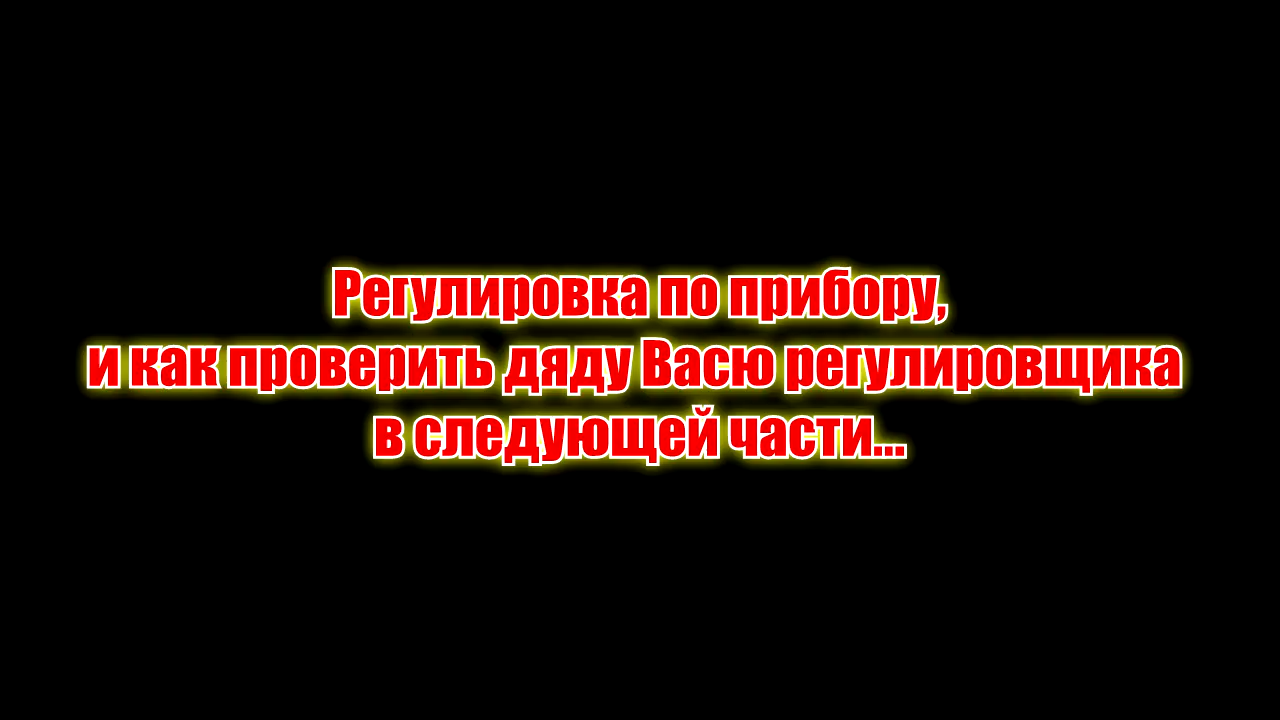 Регулировка по прибору,
и как проверить дяду Васю регулировщика
в следующей части...